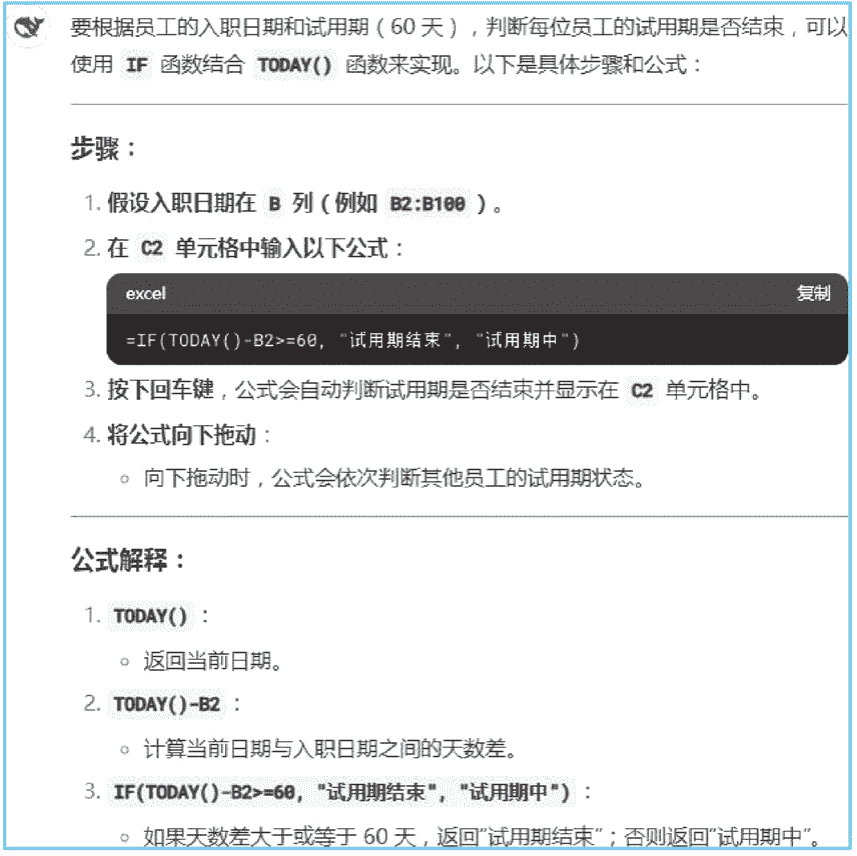 要根据员工的入职日期和试用期（60 天），判断每位员工的试用期是否结束，可以
使用 IF 函数结合 TODAY() 函数来实现。以下是具体步骤和公式：
步骤：
1. 假设入职日期在 B 列（例如 B2:B100 ）。
2. 在 C2 单元格中输入以下公式：
excel 复制
=IF(TODAY()-B2>=60, "试用期结束", "试用期中")
3. 按下回车键，公式会自动判断试用期是否结束并显示在 C2 单元格中。
4. 将公式向下拖动：
◦ 向下拖动时，公式会依次判断其他员工的试用期状态。
公式解释：
1. TODAY() ：
◦ 返回当前日期。
2. TODAY()-B2 ：
◦ 计算当前日期与入职日期之间的天数差。
3. IF(TODAY()-B2>=60, "试用期结束", "试用期中") ：
◦ 如果天数差大于或等于 60 天，返回"试用期结束"；否则返回"试用期中"。